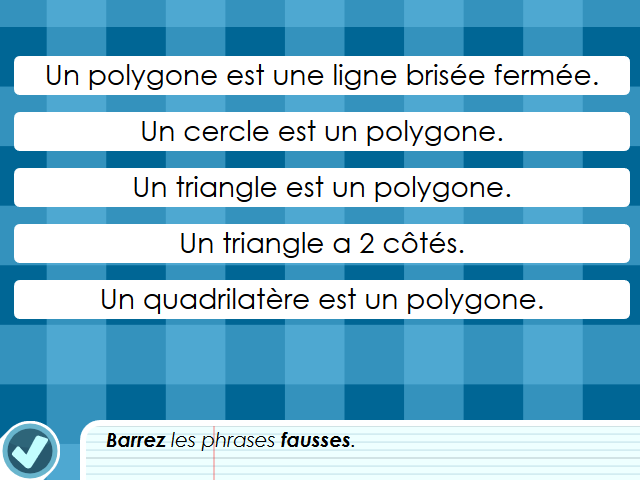 Un polygone est une ligne brisée fermée.
Un cercle est un polygone.
Un triangle est un polygone.
Un triangle a 2 côtés.
Un quadrilatère est un polygone.
Barrez les phrases fausses.